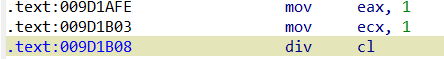 .text:009D1AFE mov eax, 1
.text:009D1B03 mov ecx, 1
.text:009D1B08 div cl